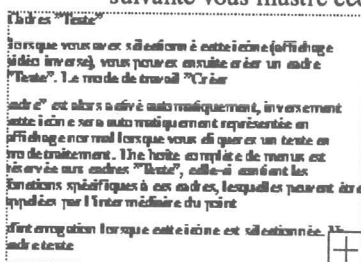 suivante vous illustre
Cadres "Texte"
lorsque vous avez sélectionné cette icône (affichage
vidéo inverse), vous pouvez ensuite créer un cadre
"Texte". Le mode de travail "Créer
cadre" est alors activé automatiquement, inversement
cette icône sera automatiquement représentée en
affichage normal lorsque vous cliquerez un texte en
mode traitement. Une boîte complète de menus est
réservée aux cadres "Texte", celle-ci contient les
fonctions spécifiques à ces cadres, lesquelles peuvent être
appelées par l'intermédiaire du point
d'interrogation lorsque cette icône est sélectionnée.
cadre texte